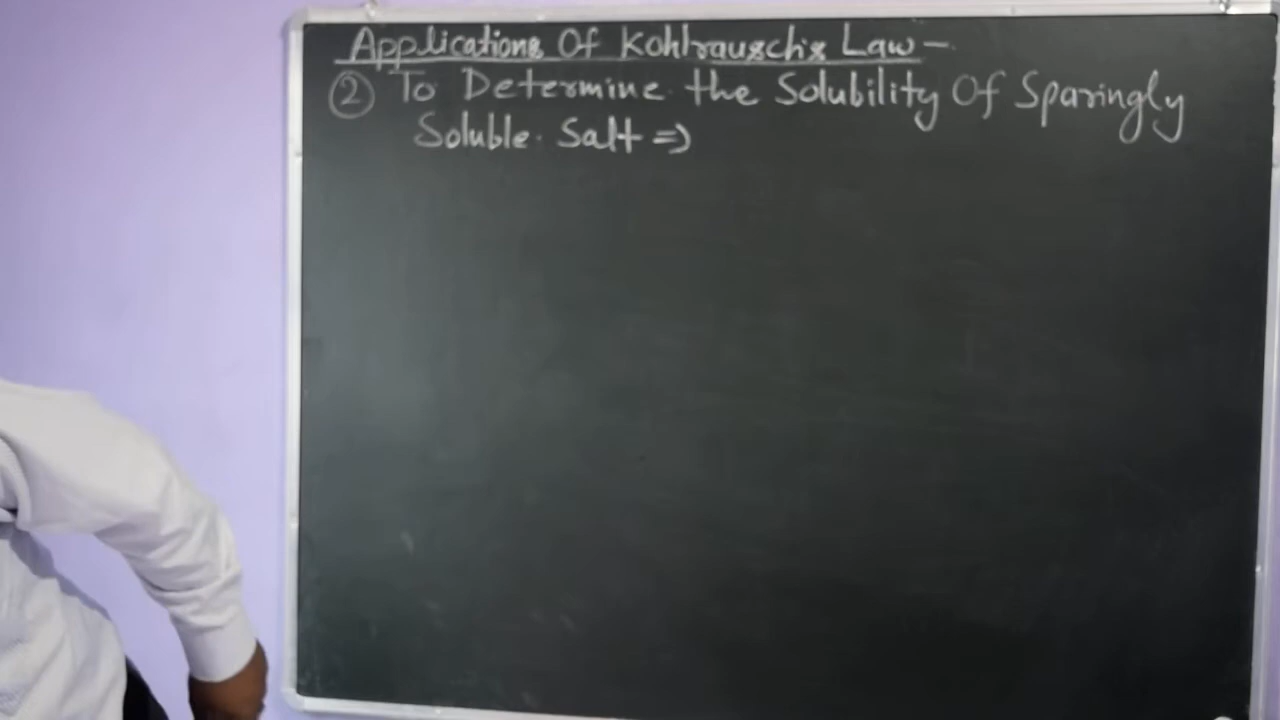 Applications Of Kohlrausch's Law -
② To Determine the Solubility Of Sparingly
Soluble Salt =>